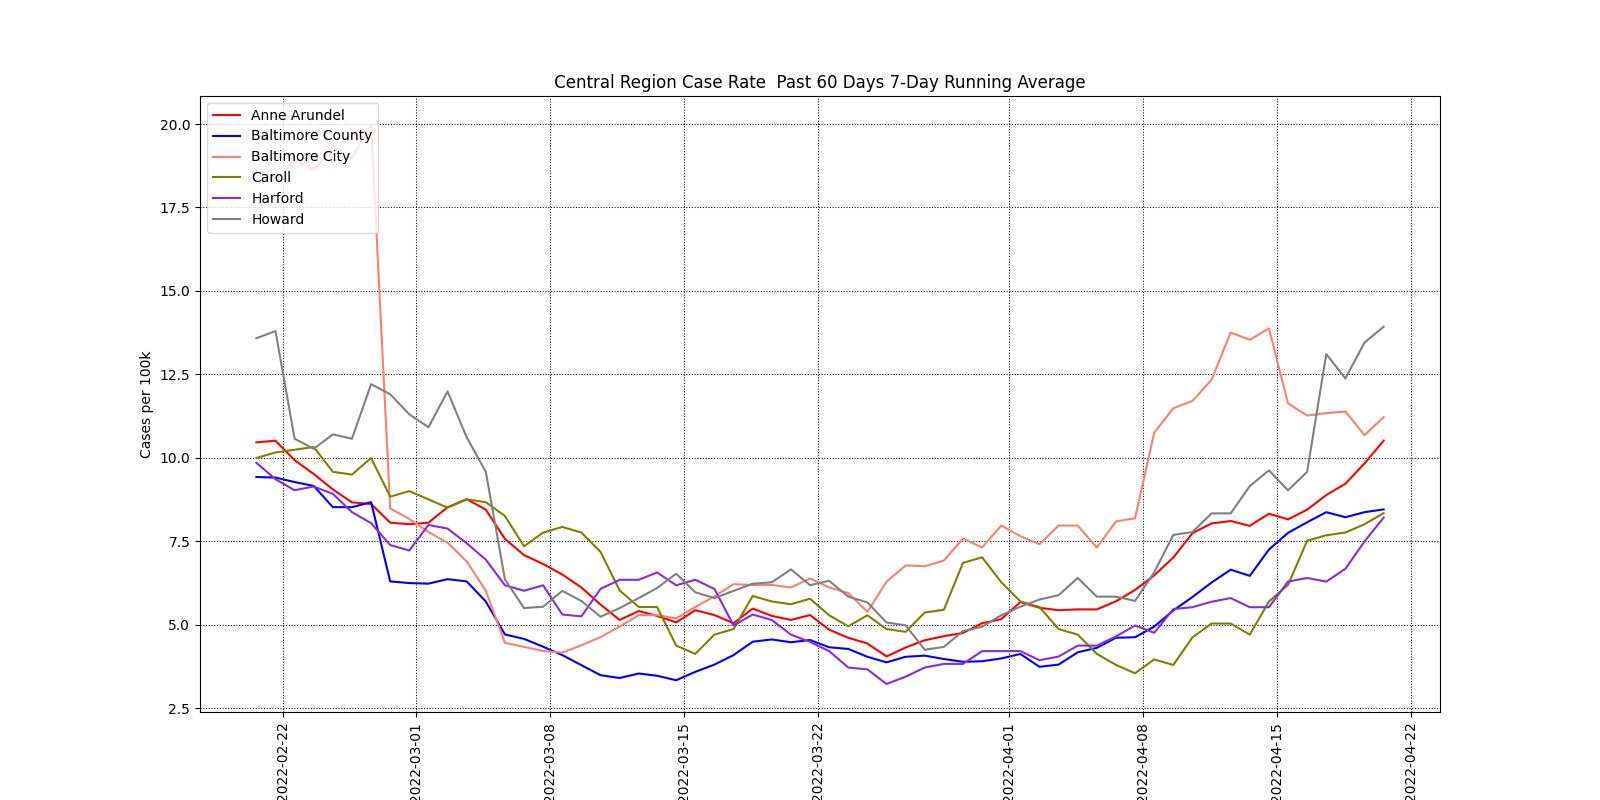 Central Region Case Rate  Past 60 Days 7-Day Running Average
Anne Arundel
Baltimore County
Baltimore City
Caroll
Harford
Howard
20.0
17.5
15.0
12.5
10.0
7.5
5.0
2.5
Cases per 100k
2022-02-22
2022-03-01
2022-03-08
2022-03-15
2022-03-22
2022-04-01
2022-04-08
2022-04-15
2022-04-22